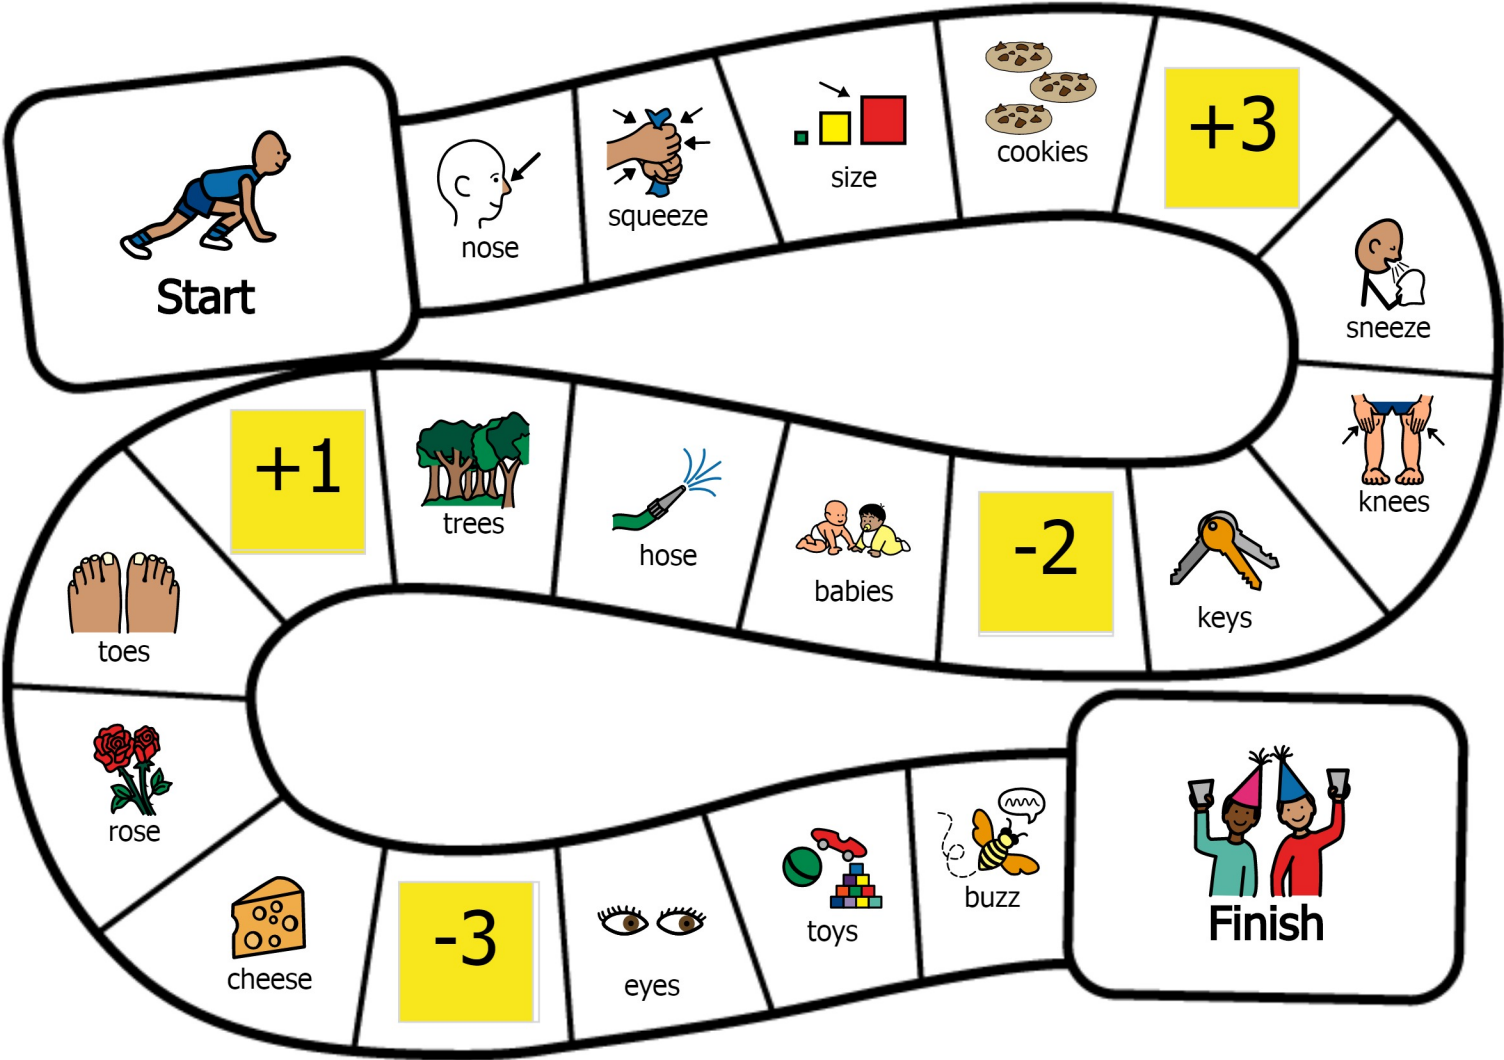 Start
nose
squeeze
size
cookies
+3
sneeze
knees
keys
-2
babies
hose
trees
+1
toes
rose
cheese
-3
eyes
toys
buzz
Finish